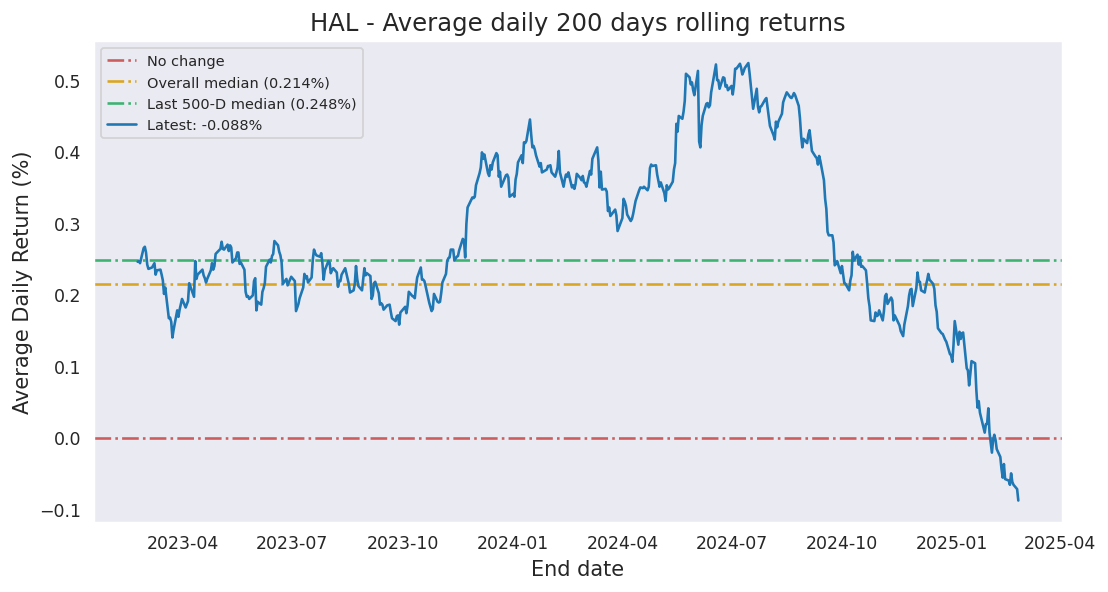 HAL - Average daily 200 days rolling returns
No change
Overall median (0.214%)
Last 500-D median (0.248%)
Latest: -0.088%
Average Daily Return (%)
0.5
0.4
0.3
0.2
0.1
0.0
−0.1
2023-04 2023-07 2023-10 2024-01 2024-04 2024-07 2024-10 2025-01 2025-04
End date